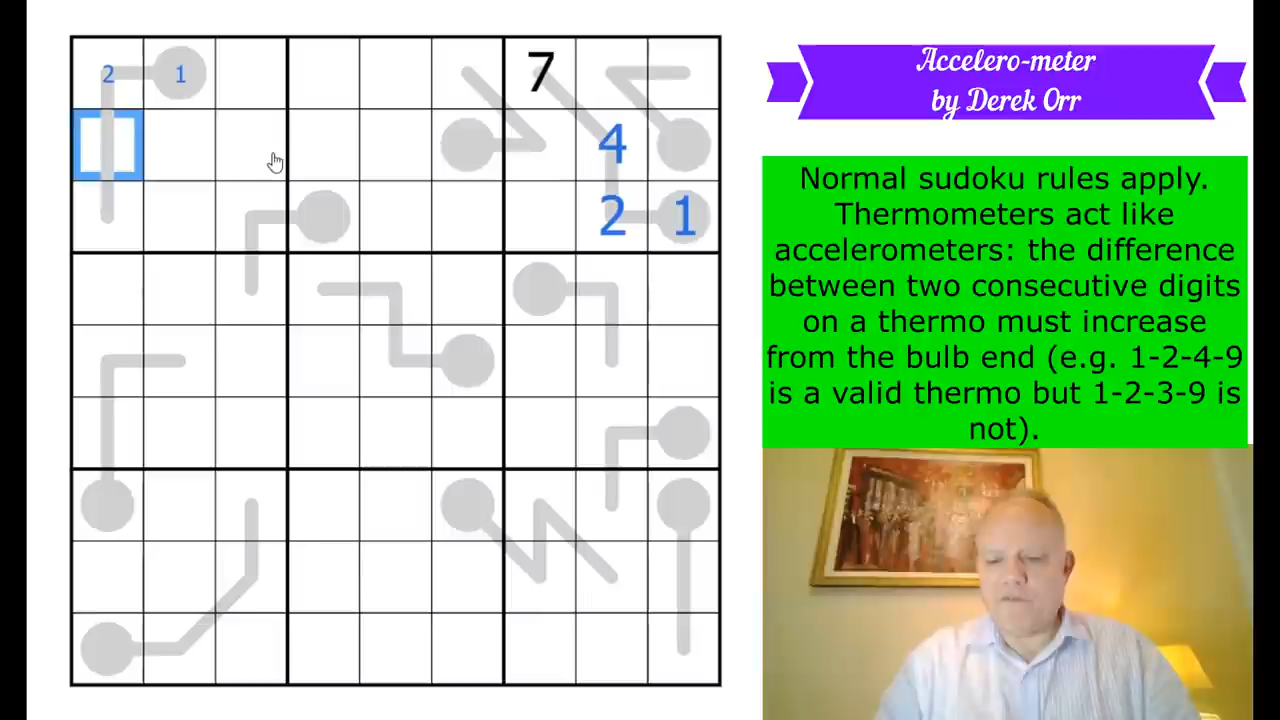 Accelero-meter
by Derek Orr
2 1 7
4
2 1
Normal sudoku rules apply.
Thermometers act like
accelerometers: the difference
between two consecutive digits
on a thermo must increase
from the bulb end (e.g. 1-2-4-9
is a valid thermo but 1-2-3-9 is
not).